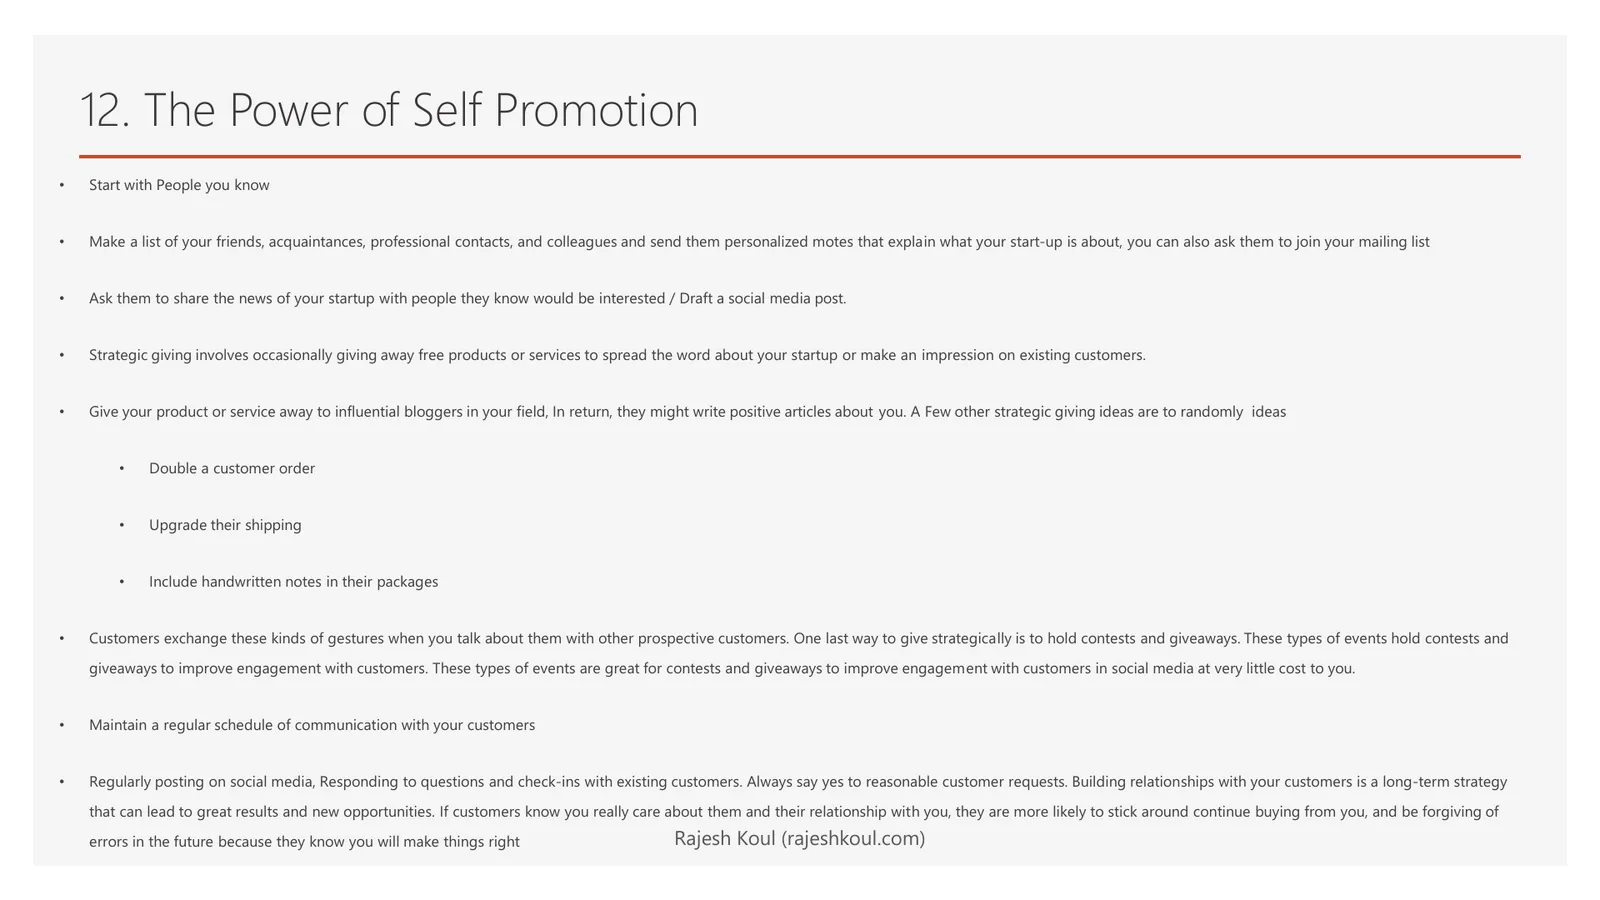 12. The Power of Self Promotion
• Start with People you know
• Make a list of your friends, acquaintances, professional contacts, and colleagues and send them personalized motes that explain what your start-up is about, you can also ask them to join your mailing list
• Ask them to share the news of your startup with people they know would be interested / Draft a social media post.
• Strategic giving involves occasionally giving away free products or services to spread the word about your startup or make an impression on existing customers.
• Give your product or service away to influential bloggers in your field, In return, they might write positive articles about you. A Few other strategic giving ideas are to randomly  ideas
• Double a customer order
• Upgrade their shipping
• Include handwritten notes in their packages
• Customers exchange these kinds of gestures when you talk about them with other prospective customers. One last way to give strategically is to hold contests and giveaways. These types of events hold contests and
giveaways to improve engagement with customers. These types of events are great for contests and giveaways to improve engagement with customers in social media at very little cost to you.
• Maintain a regular schedule of communication with your customers
• Regularly posting on social media, Responding to questions and check-ins with existing customers. Always say yes to reasonable customer requests. Building relationships with your customers is a long-term strategy
that can lead to great results and new opportunities. If customers know you really care about them and their relationship with you, they are more likely to stick around continue buying from you, and be forgiving of
errors in the future because they know you will make things right
Rajesh Koul (rajeshkoul.com)